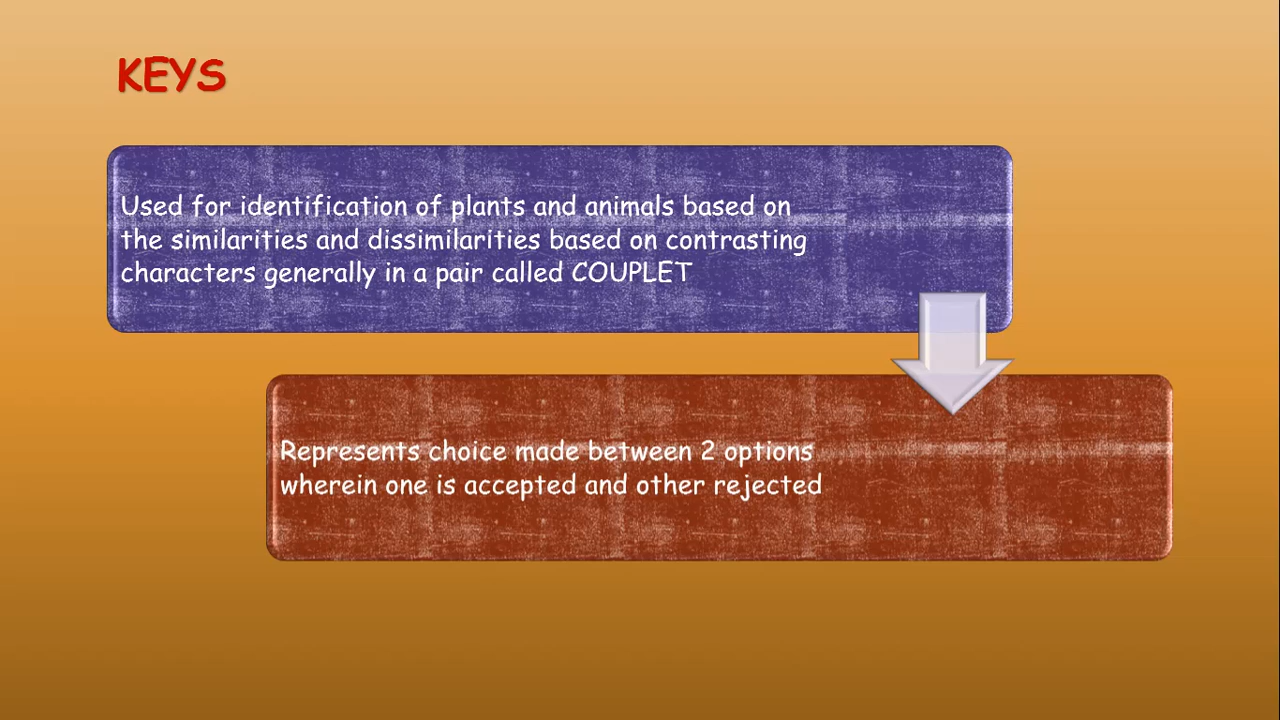 KEYS
Used for identification of plants and animals based on
the similarities and dissimilarities based on contrasting
characters generally in a pair called COUPLET
Represents choice made between 2 options
wherein one is accepted and other rejected